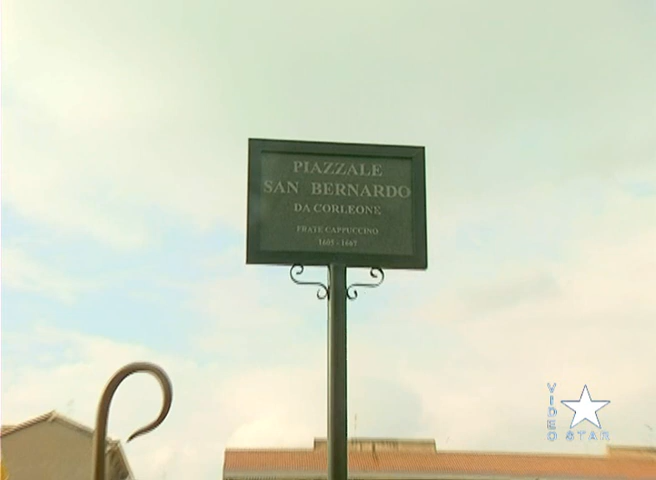 PIAZZALE
SAN BERNARDO
DA CORLEONE
FRATE CAPPUCCINO
1605 - 1667
VIDEO STAR